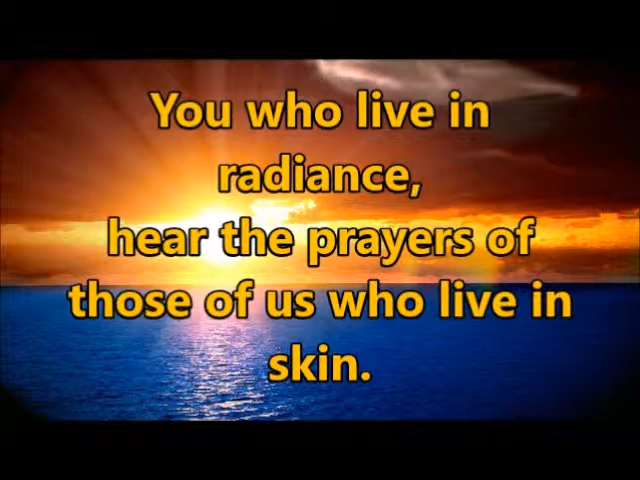 You who live in
radiance,
hear the prayers of
those of us who live in
skin.